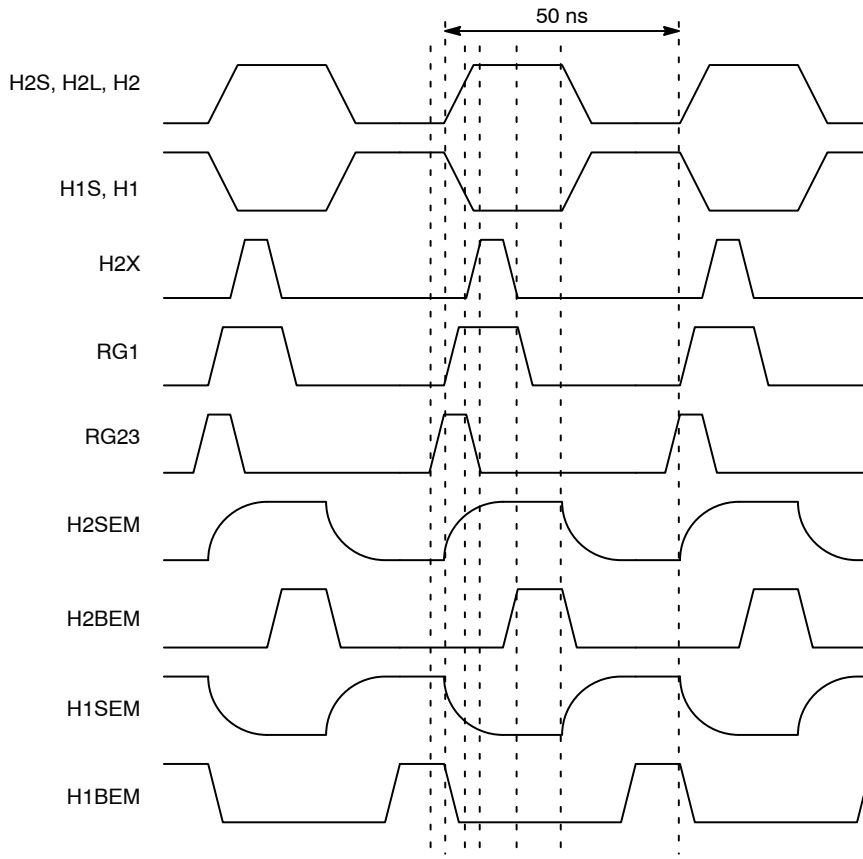 50 ns
H2S, H2L, H2
H1S, H1
H2X
RG1
RG23
H2SEM
H2BEM
H1SEM
H1BEM